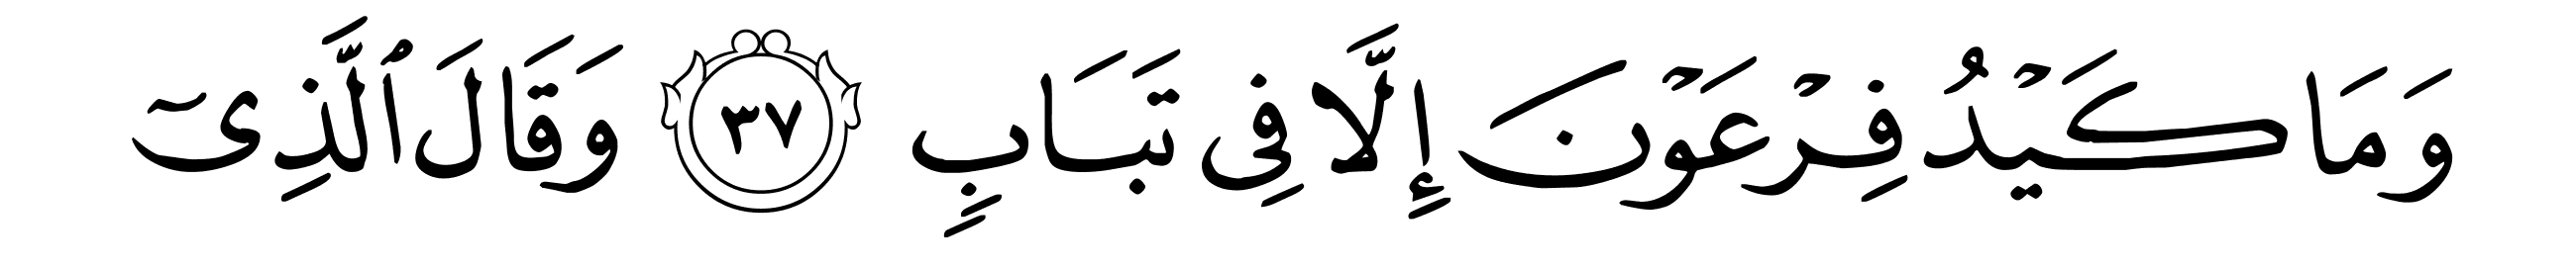 وَمَا كَيْدُ فِرْعَوْنَ إِلَّا فِى تَبَابٍ ٣٧ وَقَالَ ٱلَّذِىٓ